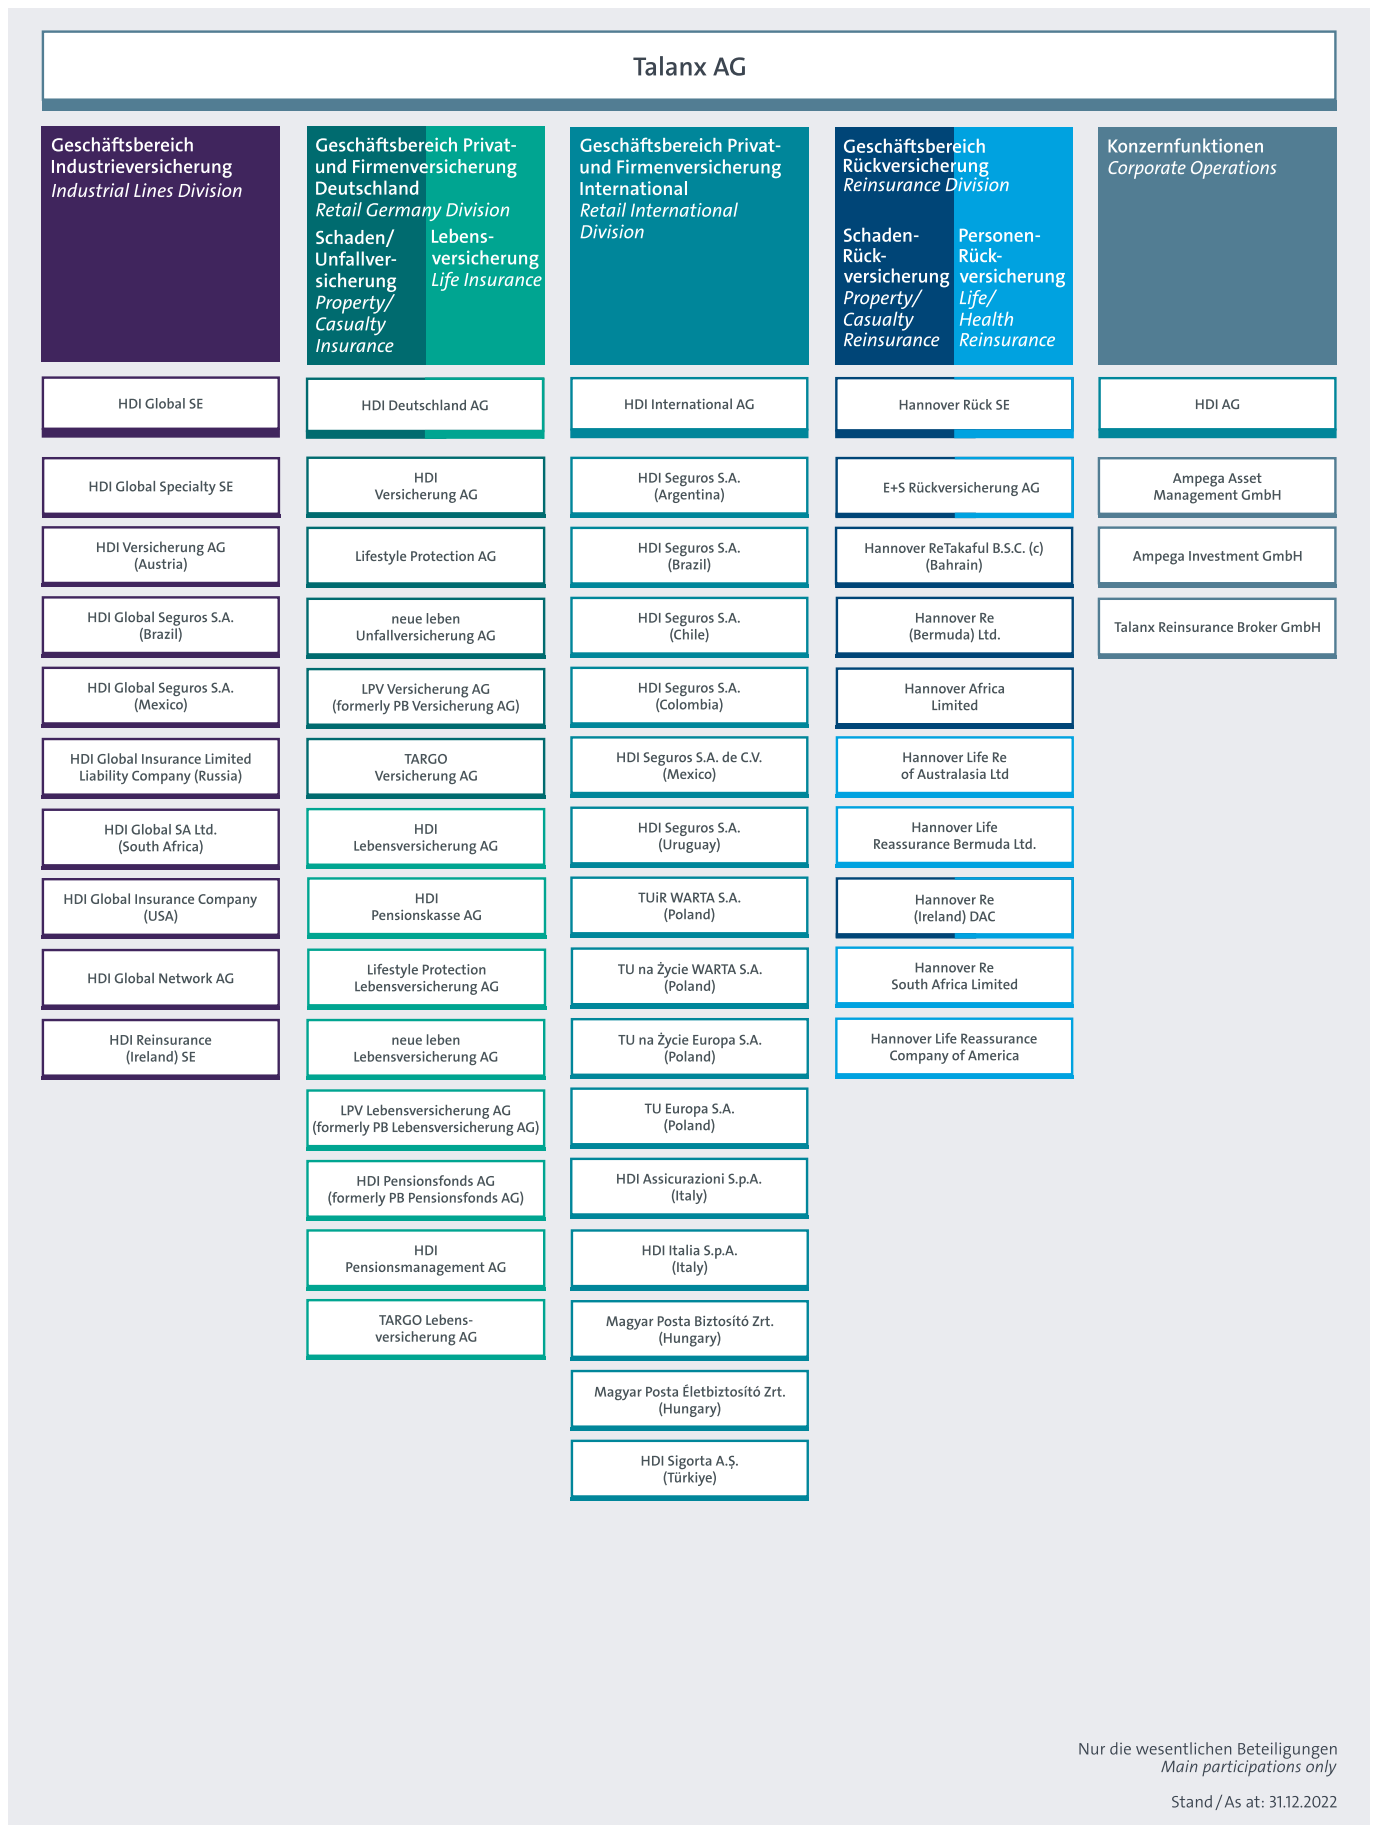 Talanx AG
Geschäftsbereich
Industrieversicherung
Industrial Lines Division
Geschäftsbereich Privat-
und Firmenversicherung
Deutschland
Retail Germany Division
Schaden/
Unfallver-
sicherung
Property/
Casualty
Insurance
Lebens-
versicherung
Life Insurance
Geschäftsbereich Privat-
und Firmenversicherung
International
Retail International
Division
Geschäftsbereich
Rückversicherung
Reinsurance Division
Schaden-
Rück-
versicherung
Property/
Casualty
Reinsurance
Personen-
Rück-
versicherung
Life/
Health
Reinsurance
Konzernfunktionen
Corporate Operations
HDI Global SE
HDI Global Specialty SE
HDI Versicherung AG
(Austria)
HDI Global Seguros S.A.
(Brazil)
HDI Global Seguros S.A.
(Mexico)
HDI Global Insurance Limited
Liability Company (Russia)
HDI Global SA Ltd.
(South Africa)
HDI Global Insurance Company
(USA)
HDI Global Network AG
HDI Reinsurance
(Ireland) SE
HDI Deutschland AG
HDI
Versicherung AG
Lifestyle Protection AG
neue leben
Unfallversicherung AG
LPV Versicherung AG
(formerly PB Versicherung AG)
TARGO
Versicherung AG
HDI
Lebensversicherung AG
HDI
Pensionskasse AG
Lifestyle Protection
Lebensversicherung AG
neue leben
Lebensversicherung AG
LPV Lebensversicherung AG
(formerly PB Lebensversicherung AG)
HDI Pensionsfonds AG
(formerly PB Pensionsfonds AG)
HDI
Pensionsmanagement AG
TARGO Lebens-
versicherung AG
HDI International AG
HDI Seguros S.A.
(Argentina)
HDI Seguros S.A.
(Brazil)
HDI Seguros S.A.
(Chile)
HDI Seguros S.A.
(Colombia)
HDI Seguros S.A. de C.V.
(Mexico)
HDI Seguros S.A.
(Uruguay)
TUiR WARTA S.A.
(Poland)
TU na Życie WARTA S.A.
(Poland)
TU na Życie Europa S.A.
(Poland)
TU Europa S.A.
(Poland)
HDI Assicurazioni S.p.A.
(Italy)
HDI Italia S.p.A.
(Italy)
Magyar Posta Biztosító Zrt.
(Hungary)
Magyar Posta Életbiztosító Zrt.
(Hungary)
HDI Sigorta A.Ş.
(Türkiye)
Hannover Rück SE
E+S Rückversicherung AG
Hannover ReTakaful B.S.C. (c)
(Bahrain)
Hannover Re
(Bermuda) Ltd.
Hannover Africa
Limited
Hannover Life Re
of Australasia Ltd
Hannover Life
Reassurance Bermuda Ltd.
Hannover Re
(Ireland) DAC
Hannover Re
South Africa Limited
Hannover Life Reassurance
Company of America
HDI AG
Ampega Asset
Management GmbH
Ampega Investment GmbH
Talanx Reinsurance Broker GmbH
Nur die wesentlichen Beteiligungen
Main participations only
Stand / As at: 31.12.2022